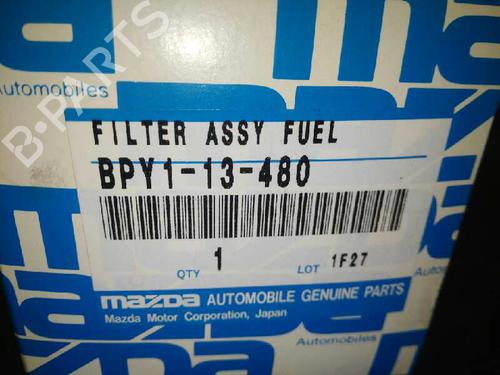 Automobiles
Automobiles
B-PARTS
FILTER ASSY FUEL
BPY1-13-480
QTY 1 LOT 1F27
mazda AUTOMOBILE GENUINE PARTS
Mazda Motor Corporation, Japan
mazda